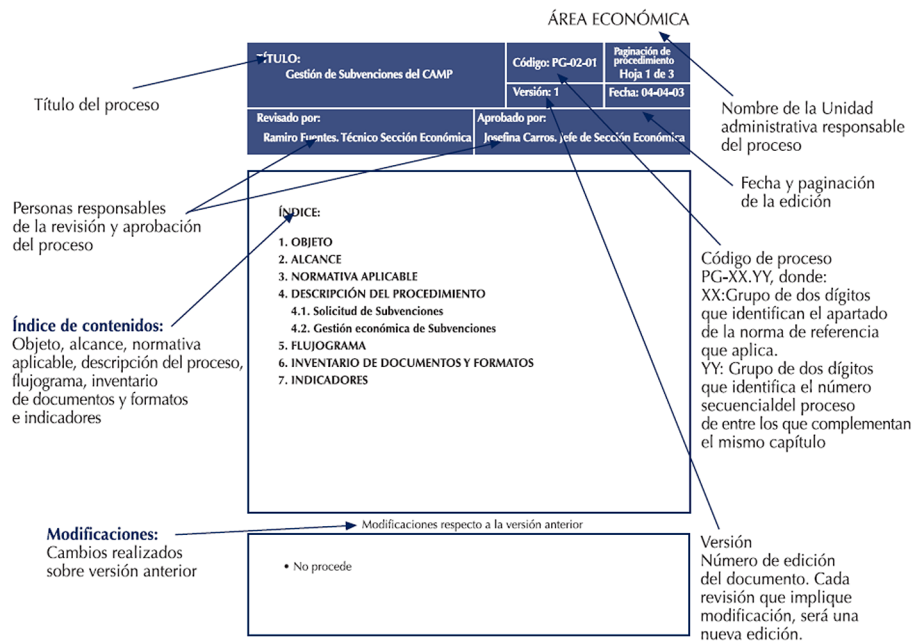 ÁREA ECONÓMICA
TÍTULO:
Gestión de Subvenciones del CAMP
Código: PG-02-01
Paginación de
procedimiento
Hoja 1 de 3
Versión: 1
Fecha: 04-04-03
Revisado por:
Ramiro Fuentes. Técnico Sección Económica
Aprobado por:
Josefina Carros. Jefe de Sección Económica
Título del proceso
Personas responsables
de la revisión y aprobación
del proceso
Índice de contenidos:
Objeto, alcance, normativa
aplicable, descripción del proceso,
flujograma, inventario
de documentos y formatos
e indicadores
Modificaciones:
Cambios realizados
sobre versión anterior
ÍNDICE:
1. OBJETO
2. ALCANCE
3. NORMATIVA APLICABLE
4. DESCRIPCIÓN DEL PROCEDIMIENTO
4.1. Solicitud de Subvenciones
4.2. Gestión económica de Subvenciones
5. FLUJOGRAMA
6. INVENTARIO DE DOCUMENTOS Y FORMATOS
7. INDICADORES
Modificaciones respecto a la versión anterior
• No procede
Nombre de la Unidad
administrativa responsable
del proceso
Fecha y paginación
de la edición
Código de proceso
PG-XX.YY, donde:
XX:Grupo de dos dígitos
que identifican el apartado
de la norma de referencia
que aplica.
YY: Grupo de dos dígitos
que identifica el número
secuencialdel proceso
de entre los que complementan
el mismo capítulo
Versión
Número de edición
del documento. Cada
revisión que implique
modificación, será una
nueva edición.